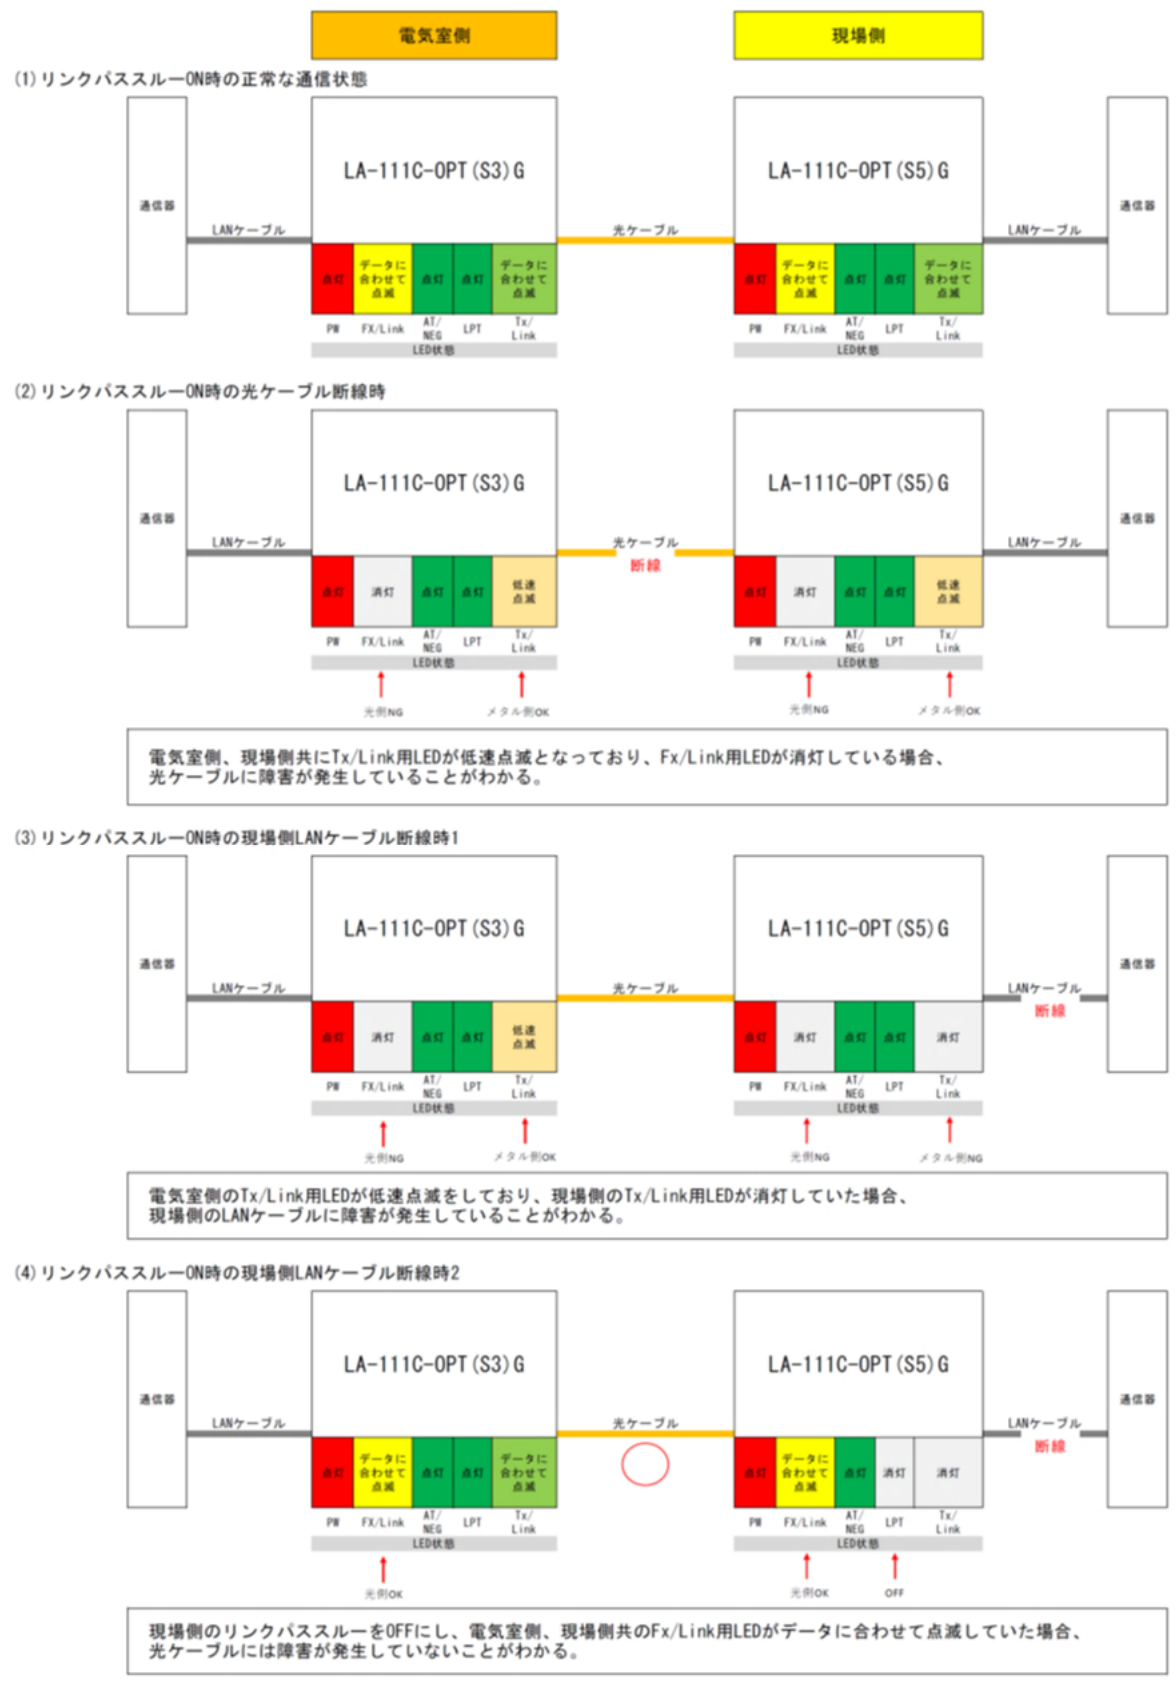 電気室側 現場側
(1)リンクパススルーON時の正常な通信状態
LA-111C-OPT(S3)G LA-111C-OPT(S5)G
通信器 通信器
LANケーブル 光ケーブル LANケーブル
点灯 データに合わせて点滅 点灯 点灯 データに合わせて点滅 点灯 データに合わせて点滅 点灯 点灯 データに合わせて点滅
PW FX/Link AT/NEG LPT Tx/Link PW FX/Link AT/NEG LPT Tx/Link
LED状態 LED状態
(2)リンクパススルーON時の光ケーブル断線時
LA-111C-OPT(S3)G LA-111C-OPT(S5)G
通信器 通信器
LANケーブル 光ケーブル LANケーブル
断線
点灯 消灯 点灯 点灯 低速点滅 点灯 消灯 点灯 点灯 低速点滅
PW FX/Link AT/NEG LPT Tx/Link PW FX/Link AT/NEG LPT Tx/Link
LED状態 LED状態
光側NG メタル側OK 光側NG メタル側OK
電気室側、現場側共にTx/Link用LEDが低速点滅となっており、Fx/Link用LEDが消灯している場合、
光ケーブルに障害が発生していることがわかる。
(3)リンクパススルーON時の現場側LANケーブル断線時1
LA-111C-OPT(S3)G LA-111C-OPT(S5)G
通信器 通信器
LANケーブル 光ケーブル LANケーブル
断線
点灯 消灯 点灯 点灯 低速点滅 点灯 消灯 点灯 点灯 消灯
PW FX/Link AT/NEG LPT Tx/Link PW FX/Link AT/NEG LPT Tx/Link
LED状態 LED状態
光側NG メタル側OK 光側NG メタル側NG
電気室側のTx/Link用LEDが低速点滅をしており、現場側のTx/Link用LEDが消灯していた場合、
現場側のLANケーブルに障害が発生していることがわかる。
(4)リンクパススルーON時の現場側LANケーブル断線時2
LA-111C-OPT(S3)G LA-111C-OPT(S5)G
通信器 通信器
LANケーブル 光ケーブル LANケーブル
断線
点灯 データに合わせて点滅 点灯 点灯 データに合わせて点滅 点灯 データに合わせて点滅 点灯 消灯 消灯
PW FX/Link AT/NEG LPT Tx/Link PW FX/Link AT/NEG LPT Tx/Link
LED状態 LED状態
光側OK 光側OK OFF
現場側のリンクパススルーをOFFにし、電気室側、現場側共のFx/Link用LEDがデータに合わせて点滅していた場合、
光ケーブルには障害が発生していないことがわかる。